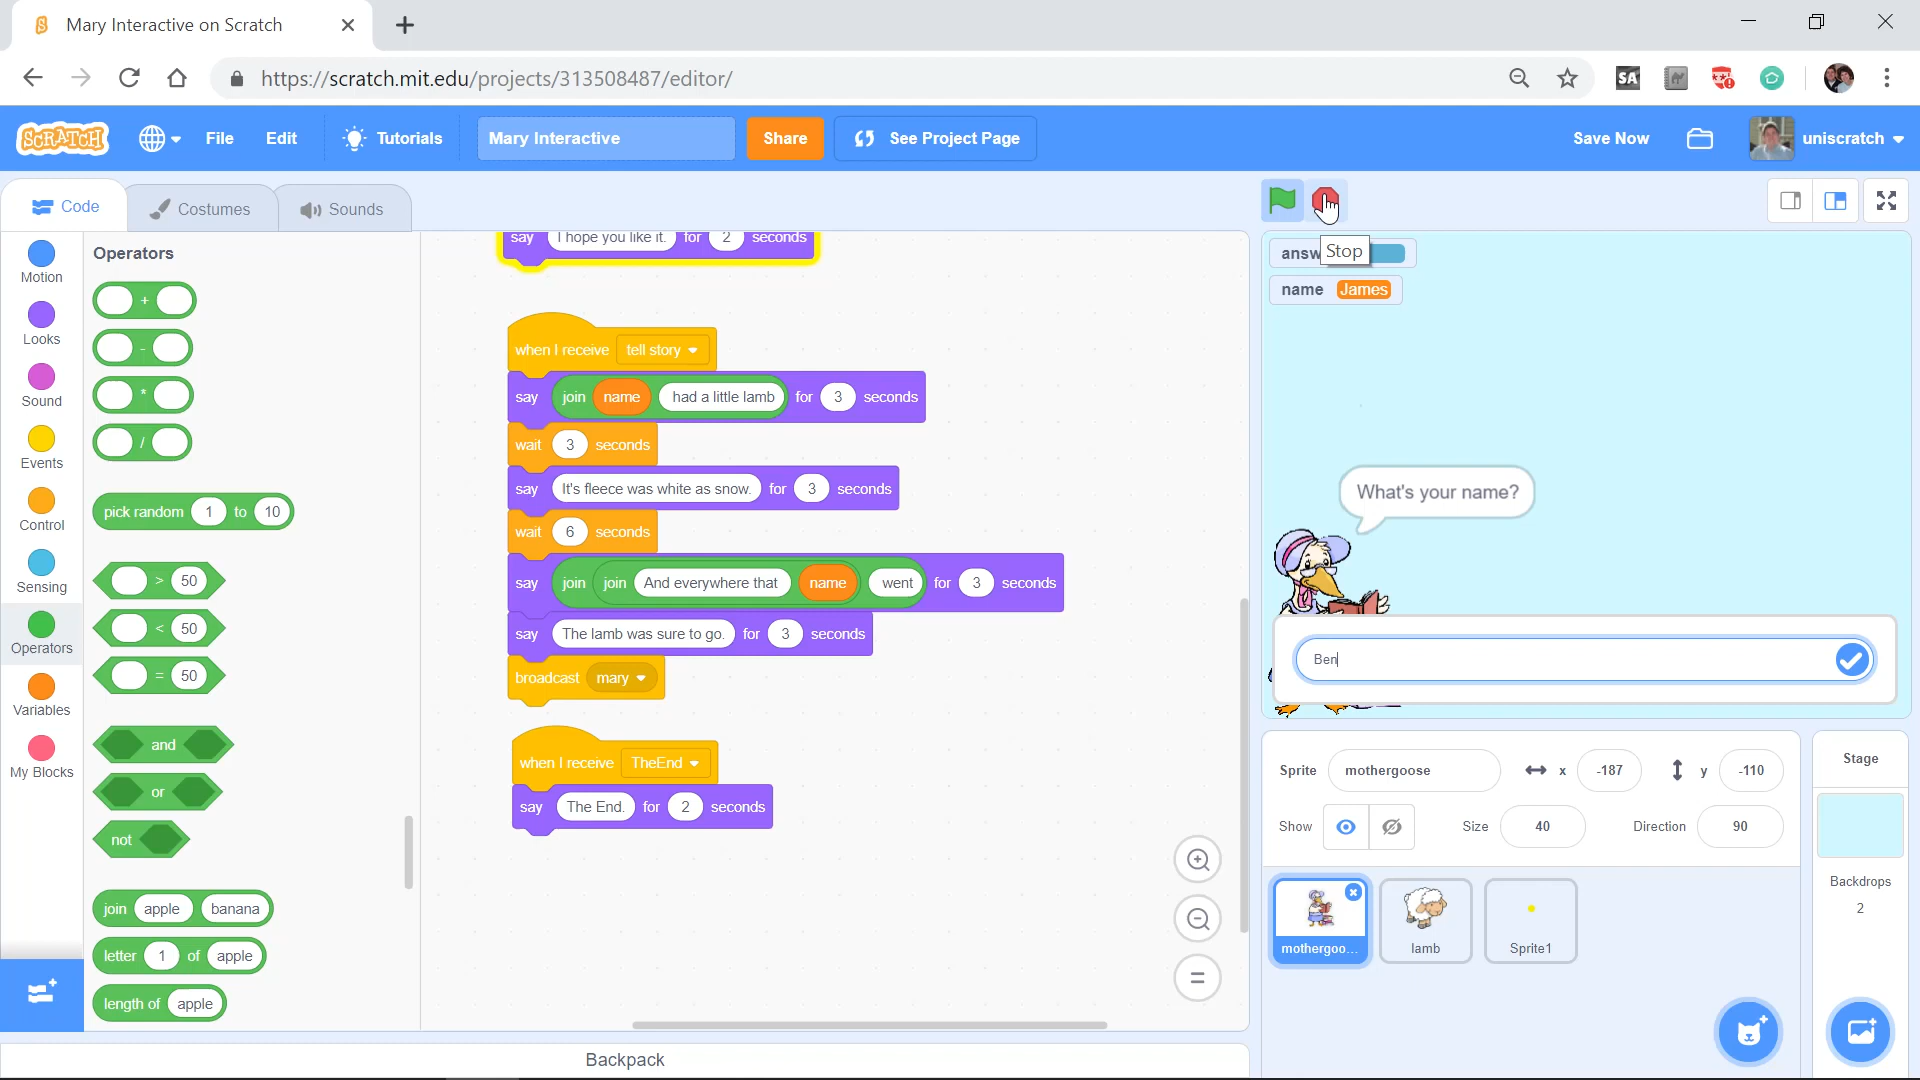 Mary Interactive on Scratch
https://scratch.mit.edu/projects/313508487/editor/
SA
SCRATCH
File
Edit
Tutorials
Mary Interactive
Share
See Project Page
Save Now
uniscratch
Code
Costumes
Sounds
Motion
Looks
Sound
Events
Control
Sensing
Operators
Variables
My Blocks
Operators
+
-
*
/
pick random 1 to 10
> 50
< 50
= 50
and
or
not
join apple banana
letter 1 of apple
length of apple
say I hope you like it. for 2 seconds
when I receive tell story
say join name had a little lamb for 3 seconds
wait 3 seconds
say It's fleece was white as snow. for 3 seconds
wait 6 seconds
say join join And everywhere that name went for 3 seconds
say The lamb was sure to go. for 3 seconds
broadcast mary
when I receive TheEnd
say The End. for 2 seconds
Backpack
answ
Stop
name James
What's your name?
Ben
Sprite mothergoose x -187 y -110
Show Size 40 Direction 90
mothergoo...
lamb
Sprite1
Stage
Backdrops
2